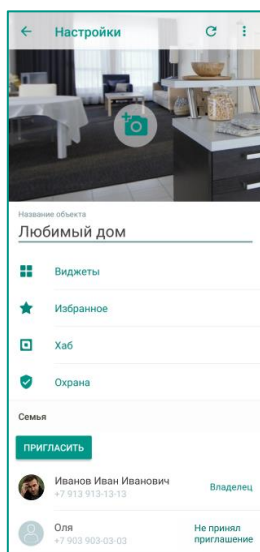 Настройки
Название объекта
Любимый дом
Виджеты
Избранное
Хаб
Охрана
Семья
ПРИГЛАСИТЬ
Иванов Иван Иванович
+7 913 913-13-13
Владелец
Оля
+7 903 903-03-03
Не принял
приглашение